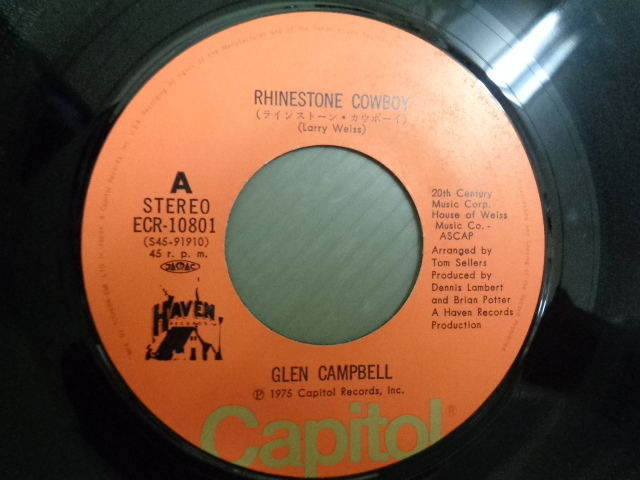 RHINESTONE COWBOY
(ラインストーン・カウボーイ)
(Larry Weiss)
A
STEREO
ECR-10801
(S45-91910)
45 r. p. m.
JASRAC
HAVEN
RECORDS
20th Century
Music Corp.
House of Weiss
Music Co. -
ASCAP
Arranged by
Tom Sellers
Produced by
Dennis Lambert
and Brian Potter
A Haven Records
Production
GLEN CAMPBELL
Ⓟ 1975 Capitol Records, Inc.
Capitol®